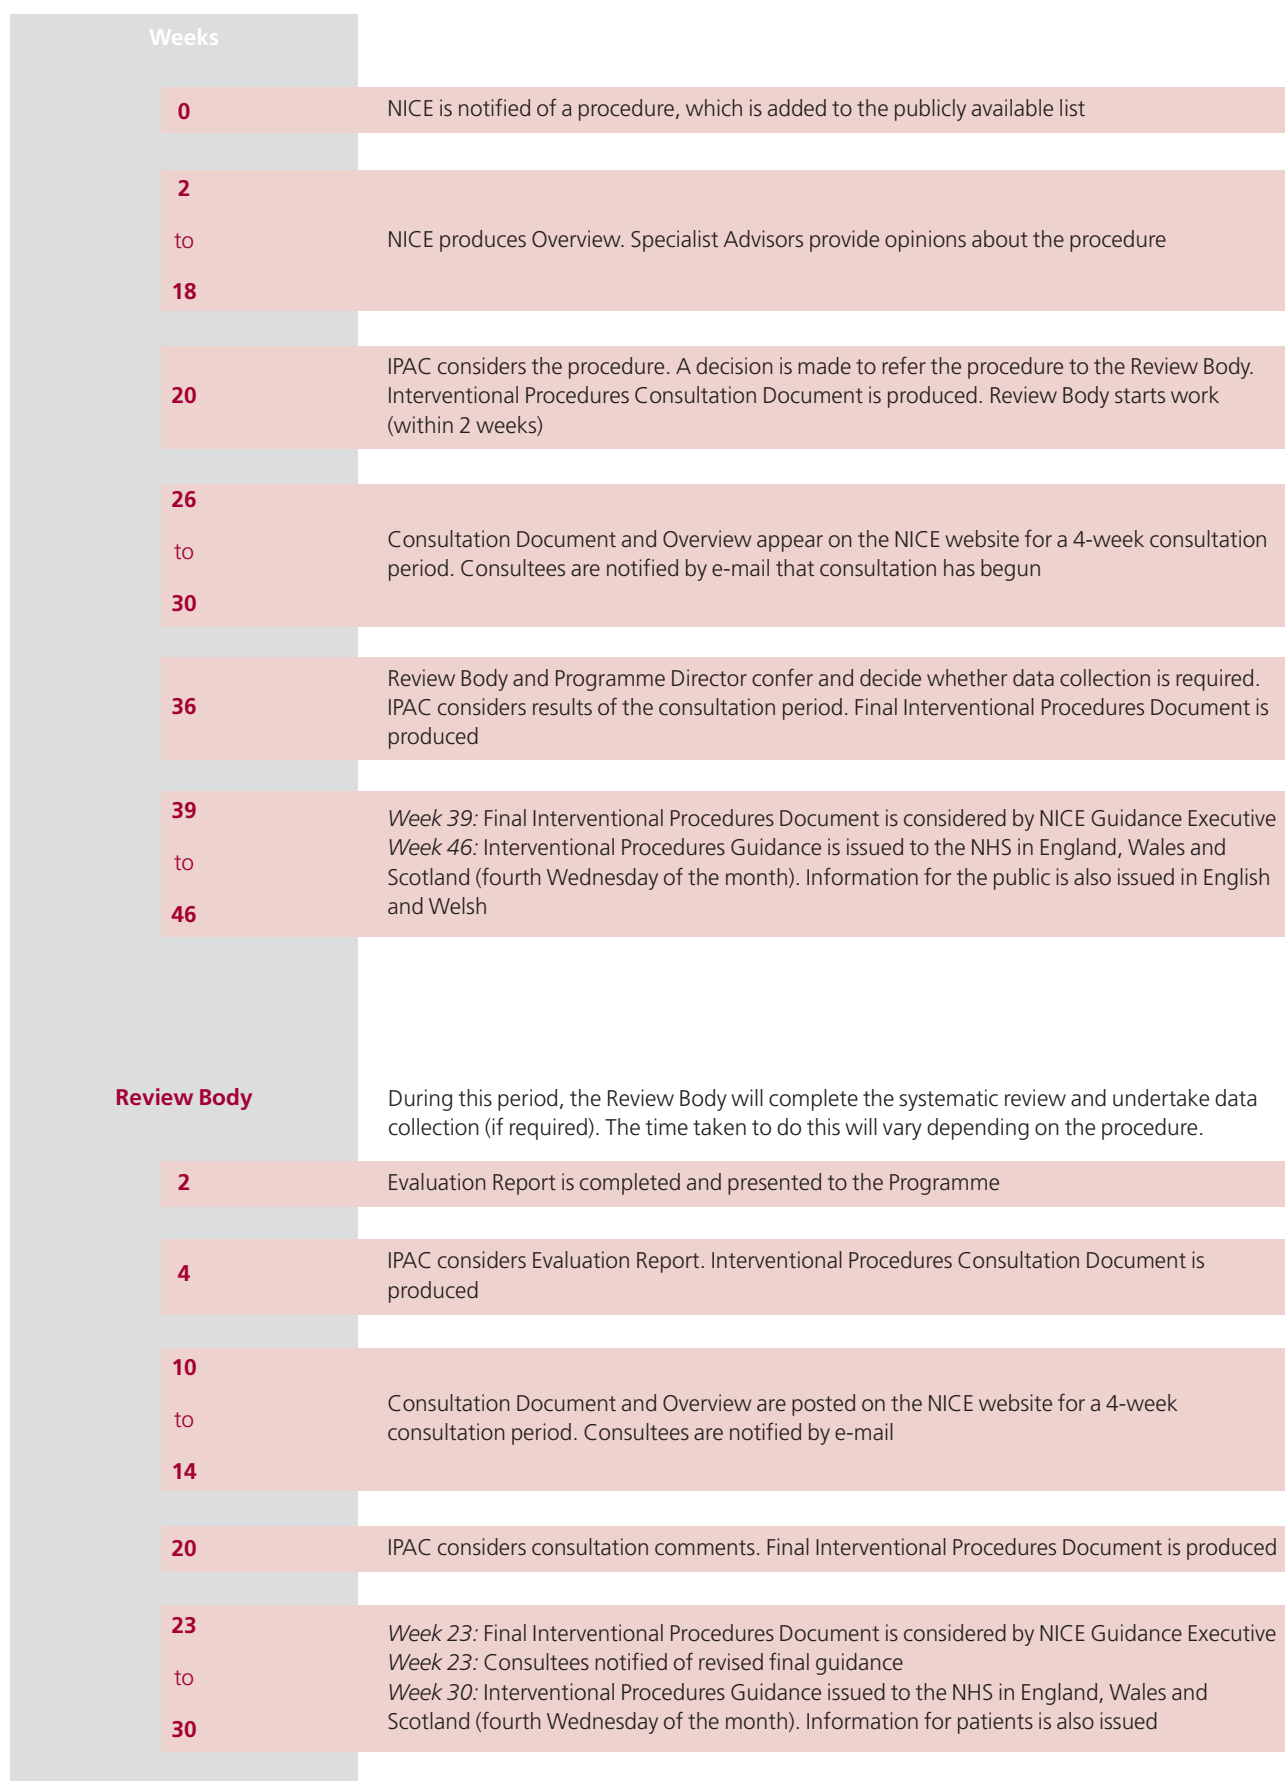 Weeks
0
NICE is notified of a procedure, which is added to the publicly available list
2
to
18
NICE produces Overview. Specialist Advisors provide opinions about the procedure
20
IPAC considers the procedure. A decision is made to refer the procedure to the Review Body.
Interventional Procedures Consultation Document is produced. Review Body starts work
(within 2 weeks)
26
to
30
Consultation Document and Overview appear on the NICE website for a 4-week consultation
period. Consultees are notified by e-mail that consultation has begun
36
Review Body and Programme Director confer and decide whether data collection is required.
IPAC considers results of the consultation period. Final Interventional Procedures Document is
produced
39
to
46
Week 39: Final Interventional Procedures Document is considered by NICE Guidance Executive
Week 46: Interventional Procedures Guidance is issued to the NHS in England, Wales and
Scotland (fourth Wednesday of the month). Information for the public is also issued in English
and Welsh
Review Body
During this period, the Review Body will complete the systematic review and undertake data
collection (if required). The time taken to do this will vary depending on the procedure.
2
Evaluation Report is completed and presented to the Programme
4
IPAC considers Evaluation Report. Interventional Procedures Consultation Document is
produced
10
to
14
Consultation Document and Overview are posted on the NICE website for a 4-week
consultation period. Consultees are notified by e-mail
20
IPAC considers consultation comments. Final Interventional Procedures Document is produced
23
to
30
Week 23: Final Interventional Procedures Document is considered by NICE Guidance Executive
Week 23: Consultees notified of revised final guidance
Week 30: Interventional Procedures Guidance issued to the NHS in England, Wales and
Scotland (fourth Wednesday of the month). Information for patients is also issued